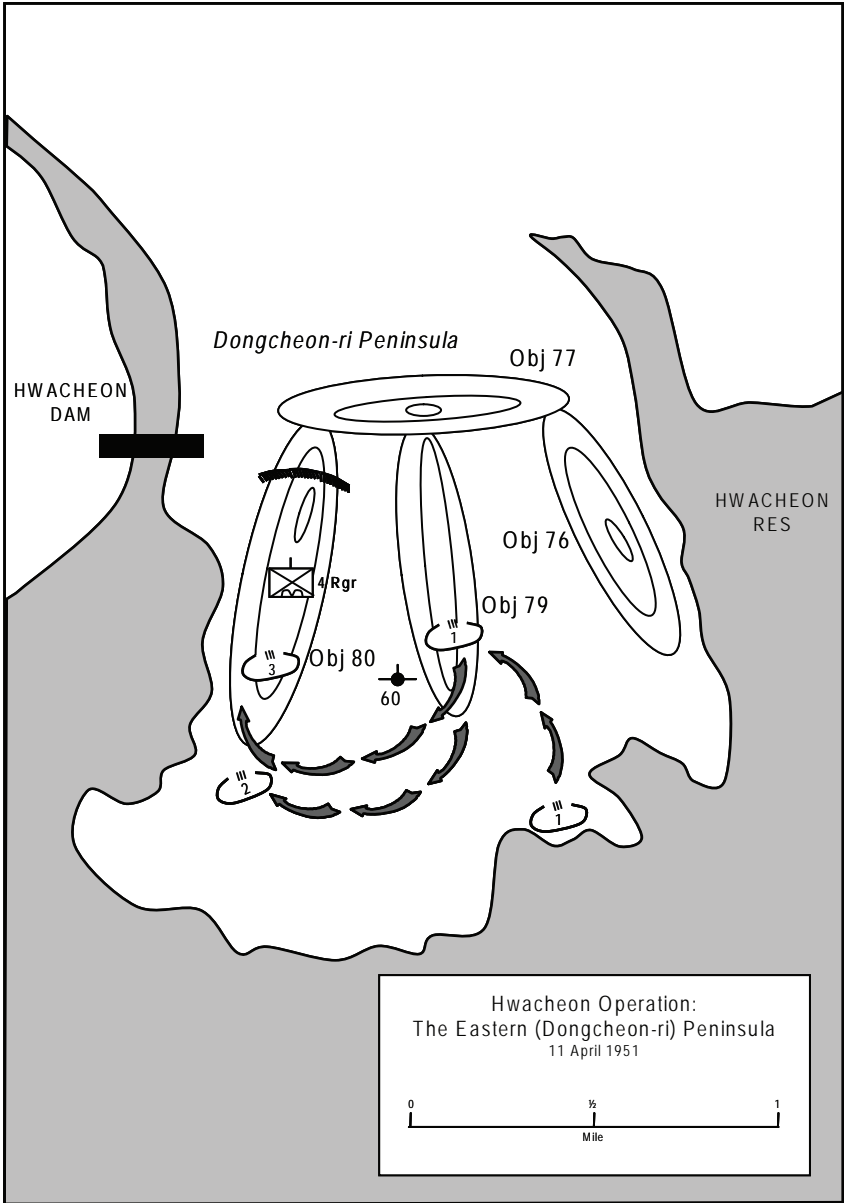 Dongcheon-ri Peninsula
Obj 77
HWACHEON
DAM
HWACHEON
RES
Obj 76
4/Rgr
Obj 79
III
1
III
3
Obj 80
60
III
2
III
1
Hwacheon Operation:
The Eastern (Dongcheon-ri) Peninsula
11 April 1951
0
½
1
Mile